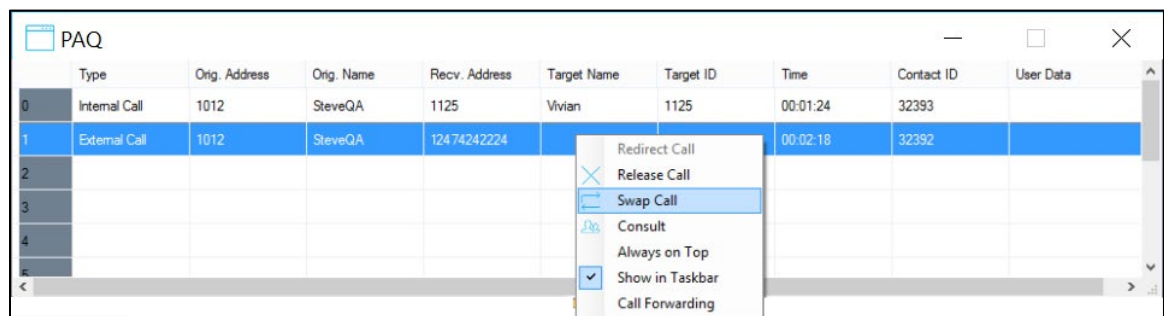 PAQ
Type Orig. Address Orig. Name Recv. Address Target Name Target ID Time Contact ID User Data
0 Internal Call 1012 SteveQA 1125 Vivian 1125 00:01:24 32393
1 External Call 1012 SteveQA 12474242224 00:02:18 32392
Redirect Call
2 Release Call
Swap Call
3
Consult
4
Always on Top
5 Show in Taskbar
Call Forwarding